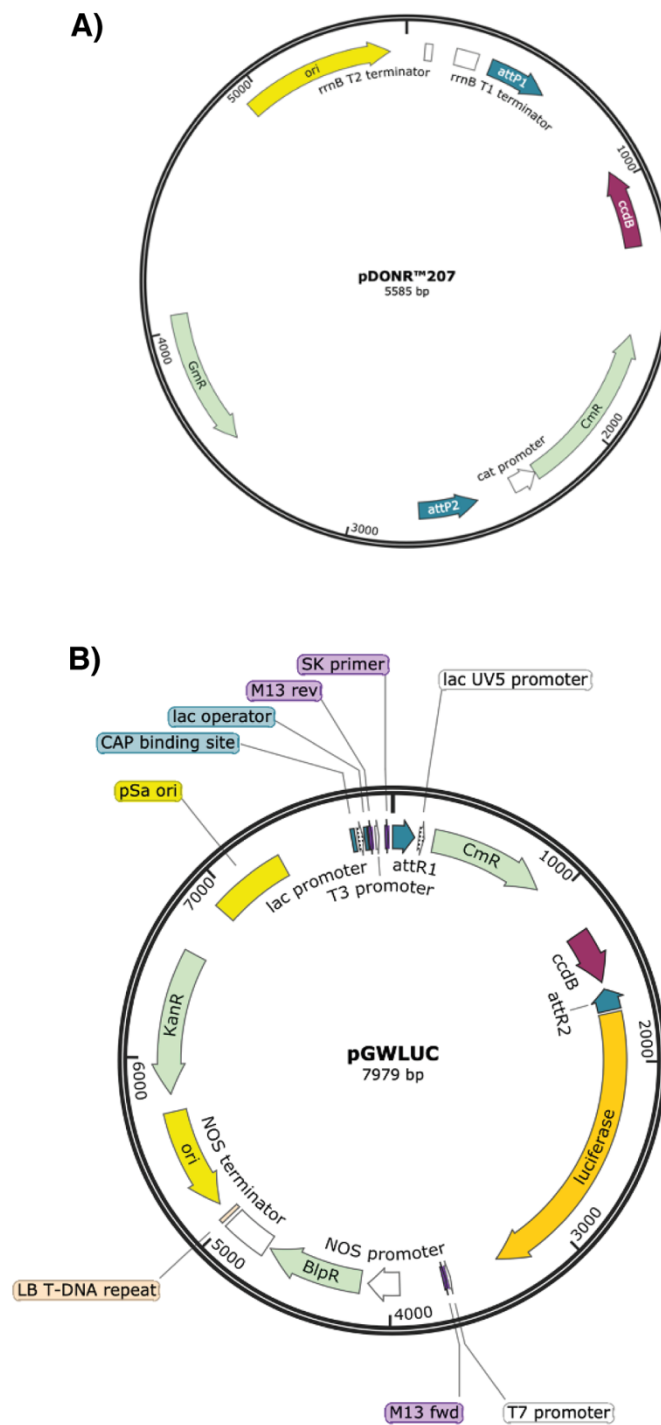 A)
ori
rrnB T2 terminator
rrnB T1 terminator
attP1
5000
1000
ccdB
pDONR™207
5585 bp
4000
GmR
CmR
2000
cat promoter
attP2
3000
B)
SK primer
M13 rev
lac UV5 promoter
lac operator
CAP binding site
pSa ori
lac promoter
T3 promoter
attR1
CmR
7000
1000
ccdB
attR2
KanR
pGWLUC
7979 bp
2000
6000
luciferase
ori
NOS terminator
NOS promoter
3000
5000
BlpR
LB T-DNA repeat
4000
M13 fwd
T7 promoter